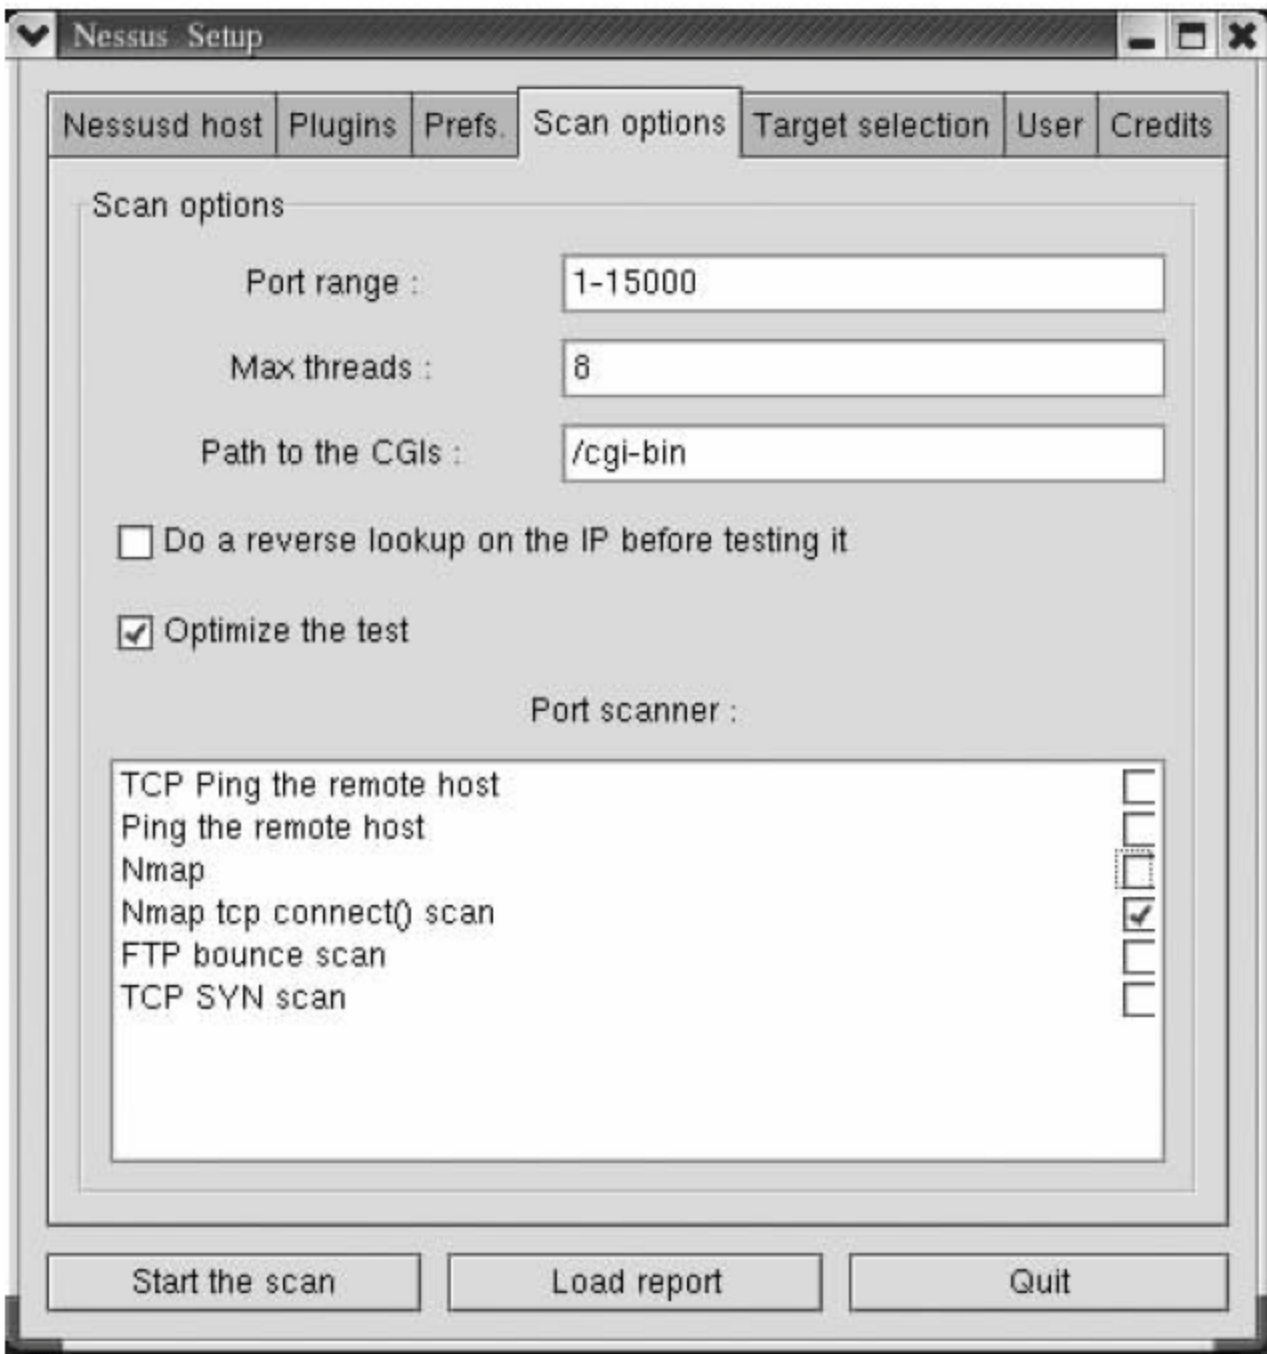 Nessus Setup
Nessusd host Plugins Prefs. Scan options Target selection User Credits
Scan options
Port range : 1-15000
Max threads : 8
Path to the CGIs : /cgi-bin
Do a reverse lookup on the IP before testing it
Optimize the test
Port scanner :
TCP Ping the remote host
Ping the remote host
Nmap
Nmap tcp connect() scan
FTP bounce scan
TCP SYN scan
Start the scan Load report Quit